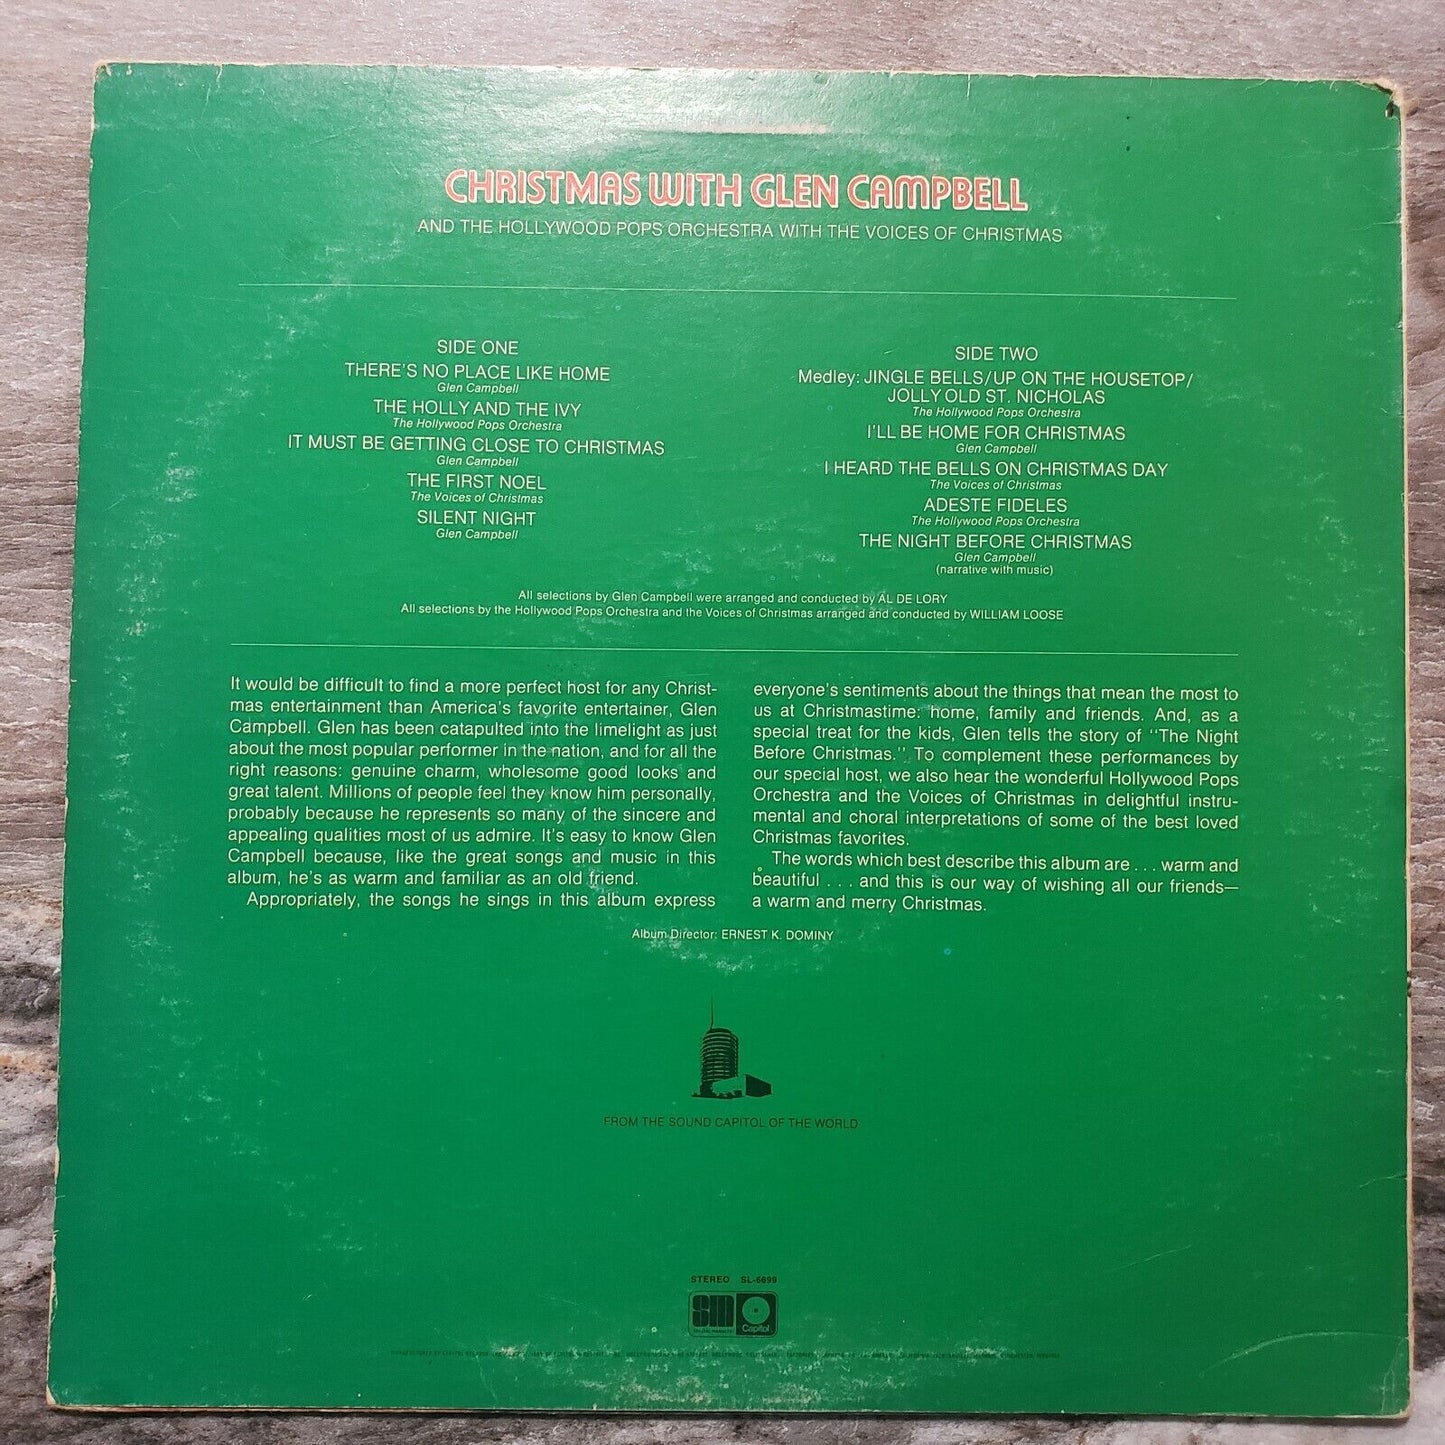 CHRISTMAS WITH GLEN CAMPBELL
AND THE HOLLYWOOD POPS ORCHESTRA WITH THE VOICES OF CHRISTMAS
SIDE ONE
THERE'S NO PLACE LIKE HOME
Glen Campbell
THE HOLLY AND THE IVY
The Hollywood Pops Orchestra
IT MUST BE GETTING CLOSE TO CHRISTMAS
Glen Campbell
THE FIRST NOEL
The Voices of Christmas
SILENT NIGHT
Glen Campbell
SIDE TWO
Medley: JINGLE BELLS/UP ON THE HOUSETOP/
JOLLY OLD ST. NICHOLAS
The Hollywood Pops Orchestra
I'LL BE HOME FOR CHRISTMAS
Glen Campbell
I HEARD THE BELLS ON CHRISTMAS DAY
The Voices of Christmas
ADESTE FIDELES
The Hollywood Pops Orchestra
THE NIGHT BEFORE CHRISTMAS
Glen Campbell
(narrative with music)
All selections by Glen Campbell were arranged and conducted by AL DE LORY
All selections by the Hollywood Pops Orchestra and the Voices of Christmas arranged and conducted by WILLIAM LOOSE
It would be difficult to find a more perfect host for any Christ-
mas entertainment than America's favorite entertainer, Glen
Campbell. Glen has been catapulted into the limelight as just
about the most popular performer in the nation, and for all the
right reasons: genuine charm, wholesome good looks and
great talent. Millions of people feel they know him personally,
probably because he represents so many of the sincere and
appealing qualities most of us admire. It's easy to know Glen
Campbell because, like the great songs and music in this
album, he's as warm and familiar as an old friend.
Appropriately, the songs he sings in this album express
everyone's sentiments about the things that mean the most to
us at Christmastime: home, family and friends. And, as a
special treat for the kids, Glen tells the story of "The Night
Before Christmas." To complement these performances by
our special host, we also hear the wonderful Hollywood Pops
Orchestra and the Voices of Christmas in delightful instru-
mental and choral interpretations of some of the best loved
Christmas favorites.
The words which best describe this album are . . . warm and
beautiful . . . and this is our way of wishing all our friends—
a warm and merry Christmas.
Album Director: ERNEST K. DOMINY
FROM THE SOUND CAPITOL OF THE WORLD
STEREO SL-6699
SM
Capitol
MANUFACTURED BY CAPITOL RECORDS